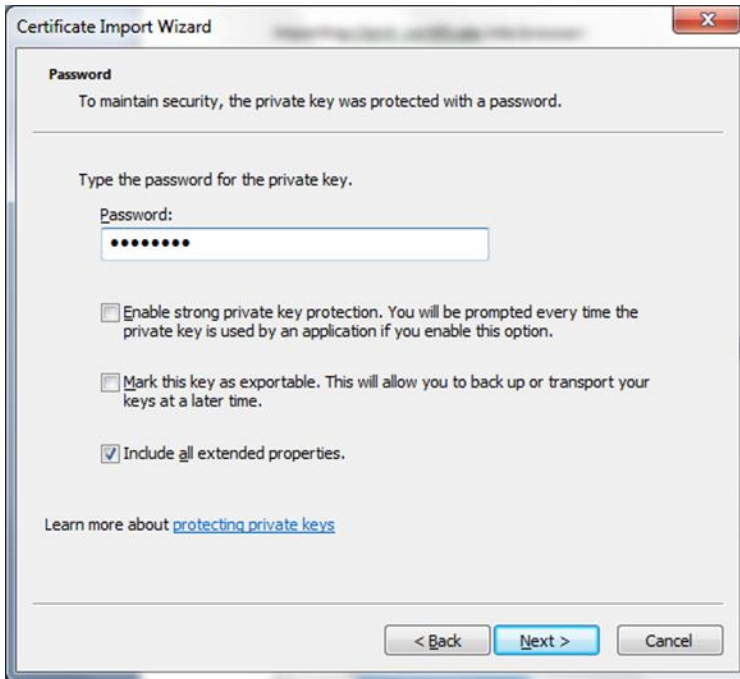 Certificate Import Wizard
Password
To maintain security, the private key was protected with a password.
Type the password for the private key.
Password:
••••••••
Enable strong private key protection. You will be prompted every time the
private key is used by an application if you enable this option.
Mark this key as exportable. This will allow you to back up or transport your
keys at a later time.
Include all extended properties.
Learn more about protecting private keys
< Back Next > Cancel